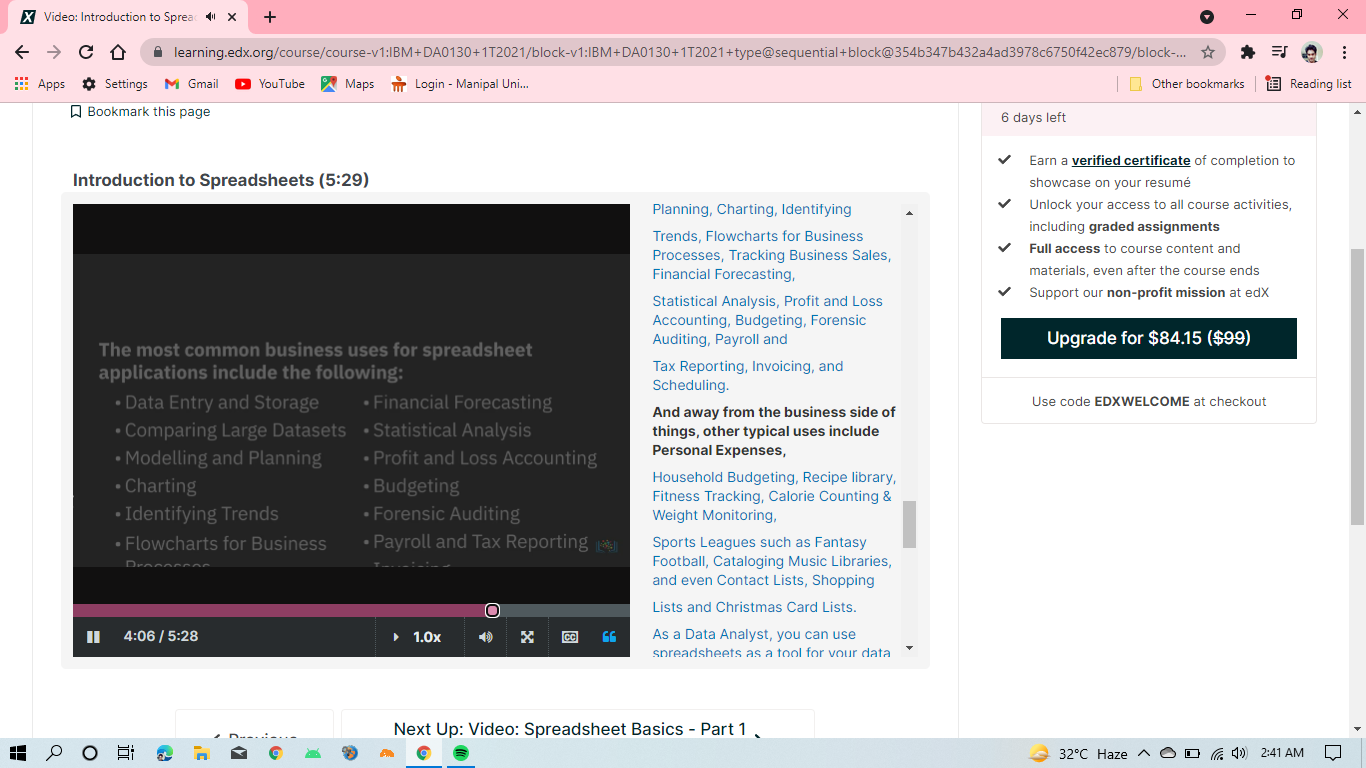 Video: Introduction to Sprea
learning.edx.org/course/course-v1:IBM+DA0130+1T2021/block-v1:IBM+DA0130+1T2021+type@sequential+block@354b347b432a4ad3978c6750f42ec879/block-...
Apps Settings Gmail YouTube Maps Login - Manipal Uni... Other bookmarks Reading list
Bookmark this page
Introduction to Spreadsheets (5:29)
The most common business uses for spreadsheet
applications include the following:
• Data Entry and Storage
• Comparing Large Datasets
• Modelling and Planning
• Charting
• Identifying Trends
• Flowcharts for Business
Processes
• Financial Forecasting
• Statistical Analysis
• Profit and Loss Accounting
• Budgeting
• Forensic Auditing
• Payroll and Tax Reporting
Invoicing
4:06 / 5:28 1.0x CC
Planning, Charting, Identifying
Trends, Flowcharts for Business
Processes, Tracking Business Sales,
Financial Forecasting,
Statistical Analysis, Profit and Loss
Accounting, Budgeting, Forensic
Auditing, Payroll and
Tax Reporting, Invoicing, and
Scheduling.
And away from the business side of
things, other typical uses include
Personal Expenses,
Household Budgeting, Recipe library,
Fitness Tracking, Calorie Counting &
Weight Monitoring,
Sports Leagues such as Fantasy
Football, Cataloging Music Libraries,
and even Contact Lists, Shopping
Lists and Christmas Card Lists.
As a Data Analyst, you can use
spreadsheets as a tool for your data
Previous
Next Up: Video: Spreadsheet Basics - Part 1
6 days left
Earn a verified certificate of completion to
showcase on your resumé
Unlock your access to all course activities,
including graded assignments
Full access to course content and
materials, even after the course ends
Support our non-profit mission at edX
Upgrade for $84.15 ($99)
Use code EDXWELCOME at checkout
32°C Haze 2:41 AM